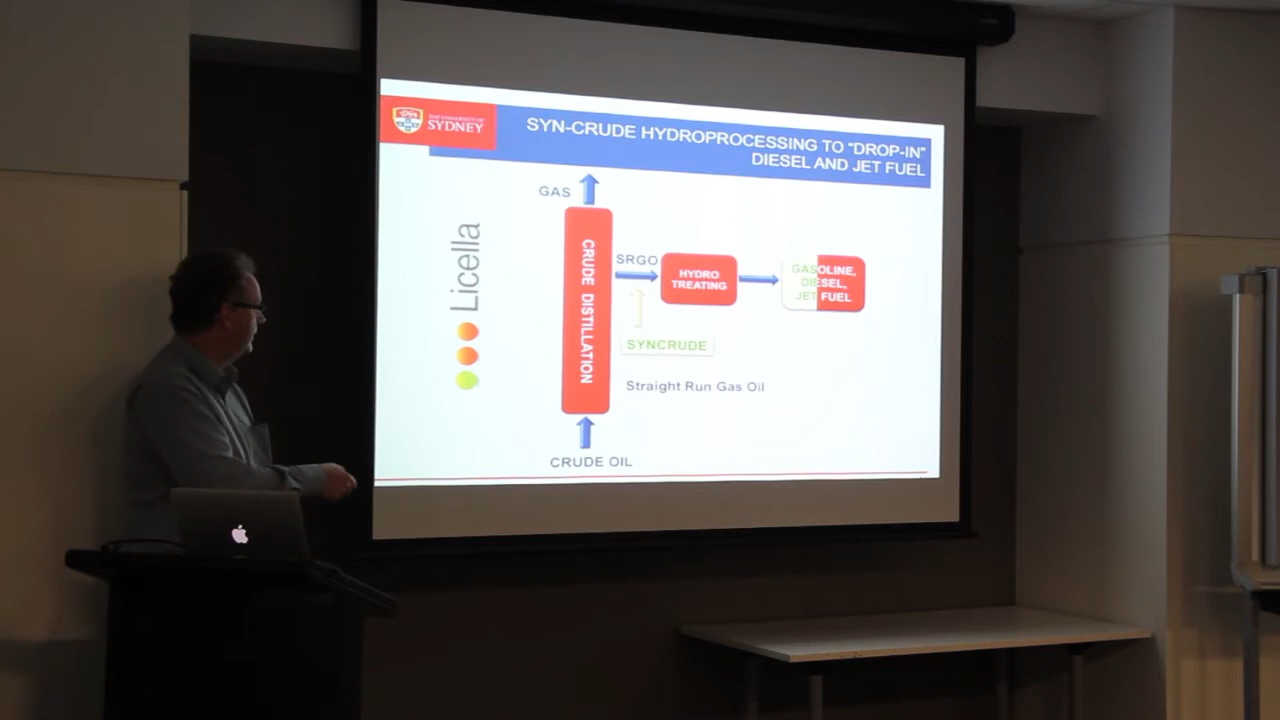 THE UNIVERSITY OF
SYDNEY
SYN-CRUDE HYDROPROCESSING TO "DROP-IN"
DIESEL AND JET FUEL
GAS
Licella
CRUDE DISTILLATION
SRGO
HYDRO
TREATING
GASOLINE,
DIESEL,
JET FUEL
SYNCRUDE
Straight Run Gas Oil
CRUDE OIL